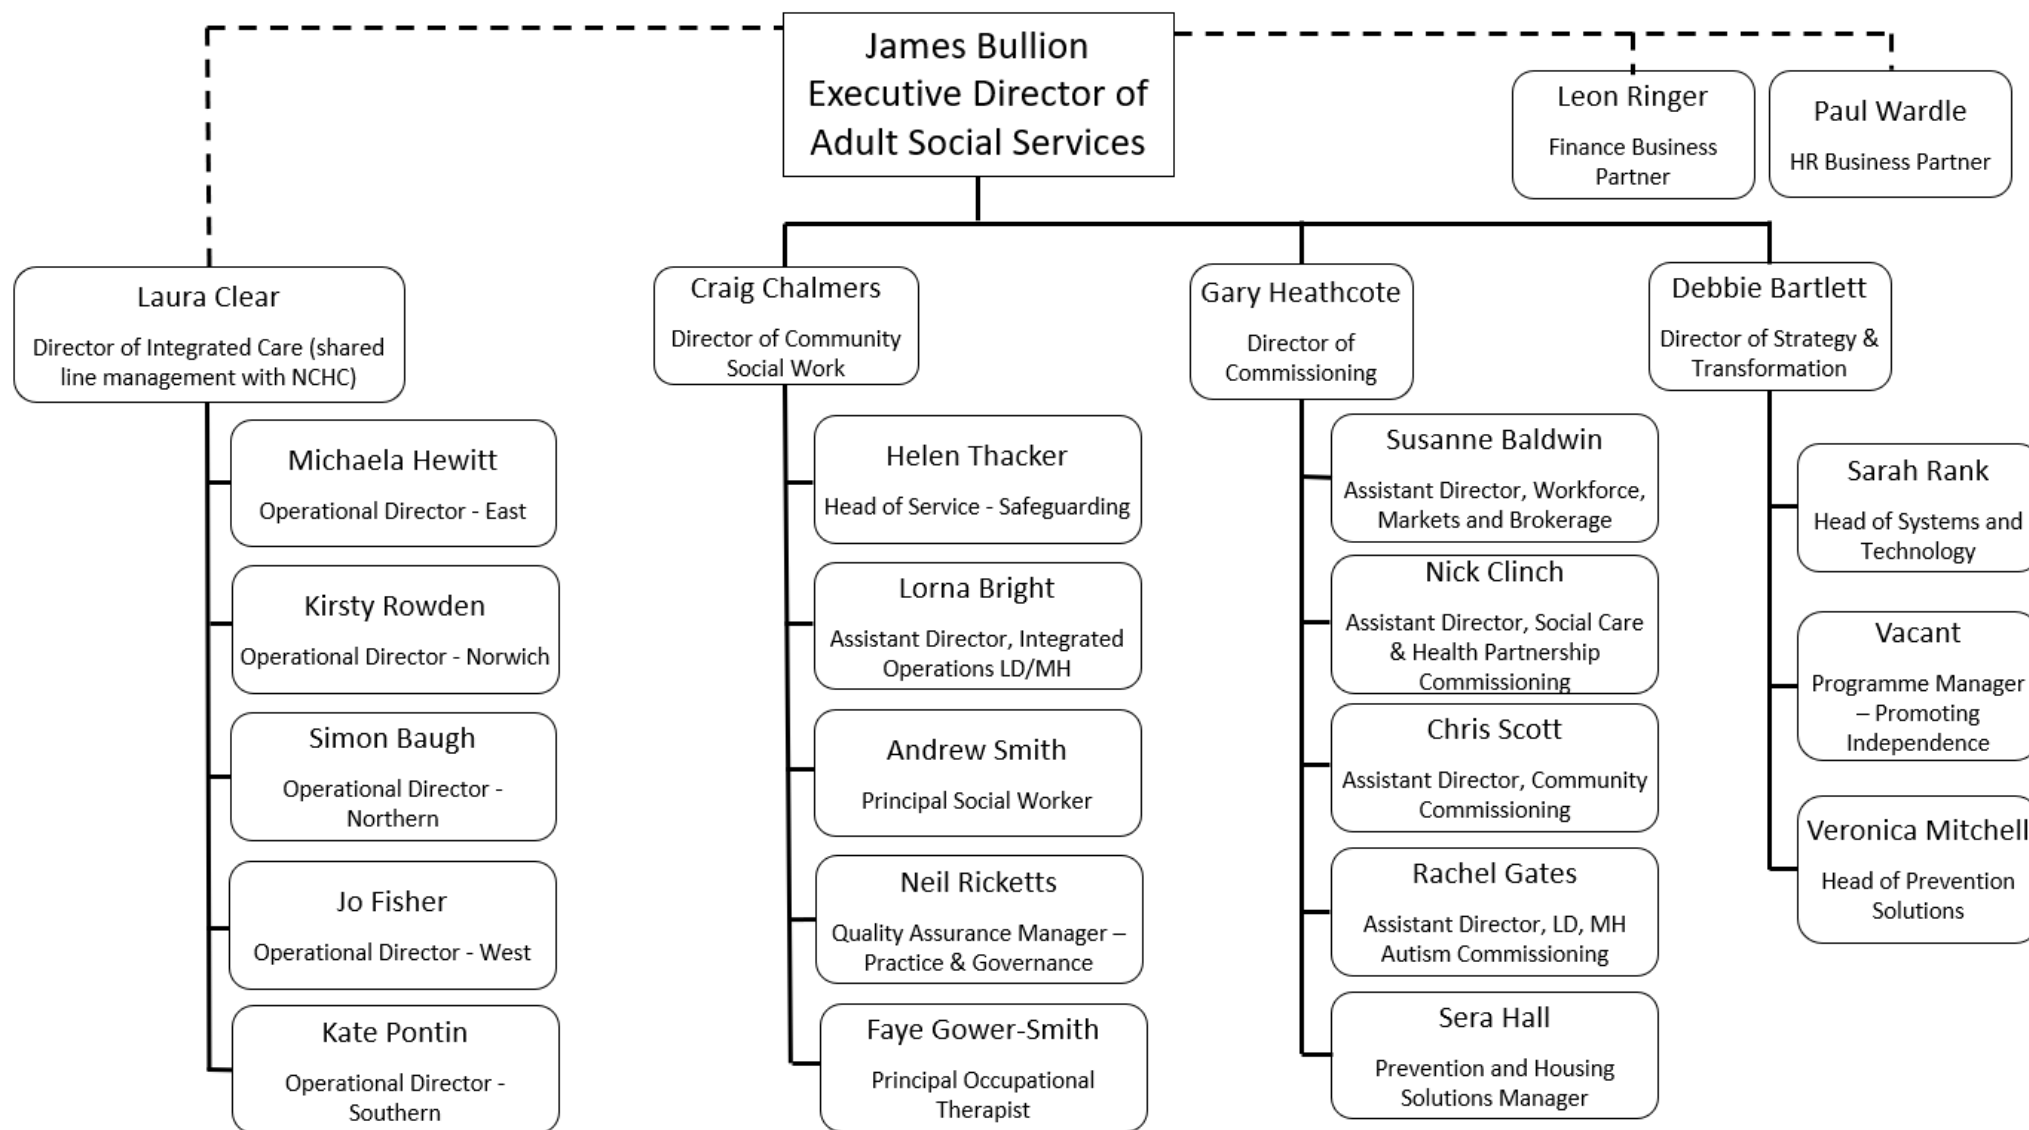 James Bullion
Executive Director of
Adult Social Services
Leon Ringer
Finance Business
Partner
Paul Wardle
HR Business Partner
Laura Clear
Director of Integrated Care (shared
line management with NCHC)
Michaela Hewitt
Operational Director - East
Kirsty Rowden
Operational Director - Norwich
Simon Baugh
Operational Director -
Northern
Jo Fisher
Operational Director - West
Kate Pontin
Operational Director -
Southern
Craig Chalmers
Director of Community
Social Work
Helen Thacker
Head of Service - Safeguarding
Lorna Bright
Assistant Director, Integrated
Operations LD/MH
Andrew Smith
Principal Social Worker
Neil Ricketts
Quality Assurance Manager –
Practice & Governance
Faye Gower-Smith
Principal Occupational
Therapist
Gary Heathcote
Director of
Commissioning
Susanne Baldwin
Assistant Director, Workforce,
Markets and Brokerage
Nick Clinch
Assistant Director, Social Care
& Health Partnership
Commissioning
Chris Scott
Assistant Director, Community
Commissioning
Rachel Gates
Assistant Director, LD, MH
Autism Commissioning
Sera Hall
Prevention and Housing
Solutions Manager
Debbie Bartlett
Director of Strategy &
Transformation
Sarah Rank
Head of Systems and
Technology
Vacant
Programme Manager
– Promoting
Independence
Veronica Mitchell
Head of Prevention
Solutions